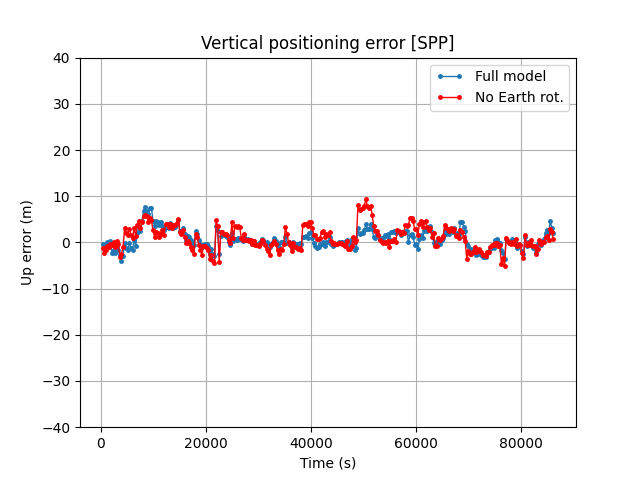 Vertical positioning error [SPP]
Full model
No Earth rot.
Up error (m)
40
30
20
10
0
−10
−20
−30
−40
0 20000 40000 60000 80000
Time (s)